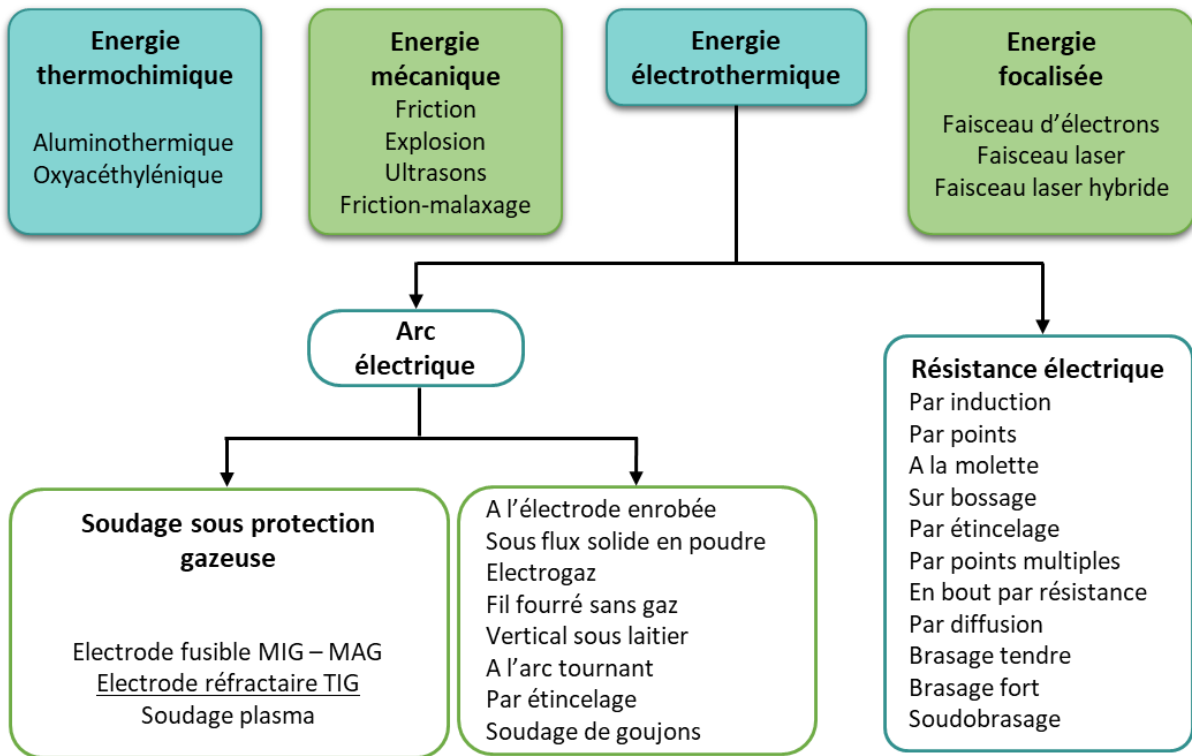 Energie
thermochimique
Aluminothermique
Oxyacéthylénique
Energie
mécanique
Friction
Explosion
Ultrasons
Friction-malaxage
Energie
électrothermique
Energie
focalisée
Faisceau d’électrons
Faisceau laser
Faisceau laser hybride
Arc
électrique
Soudage sous protection
gazeuse
Electrode fusible MIG – MAG
Electrode réfractaire TIG
Soudage plasma
A l’électrode enrobée
Sous flux solide en poudre
Electrogaz
Fil fourré sans gaz
Vertical sous laitier
A l’arc tournant
Par étincelage
Soudage de goujons
Résistance électrique
Par induction
Par points
A la molette
Sur bossage
Par étincelage
Par points multiples
En bout par résistance
Par diffusion
Brasage tendre
Brasage fort
Soudobrasage